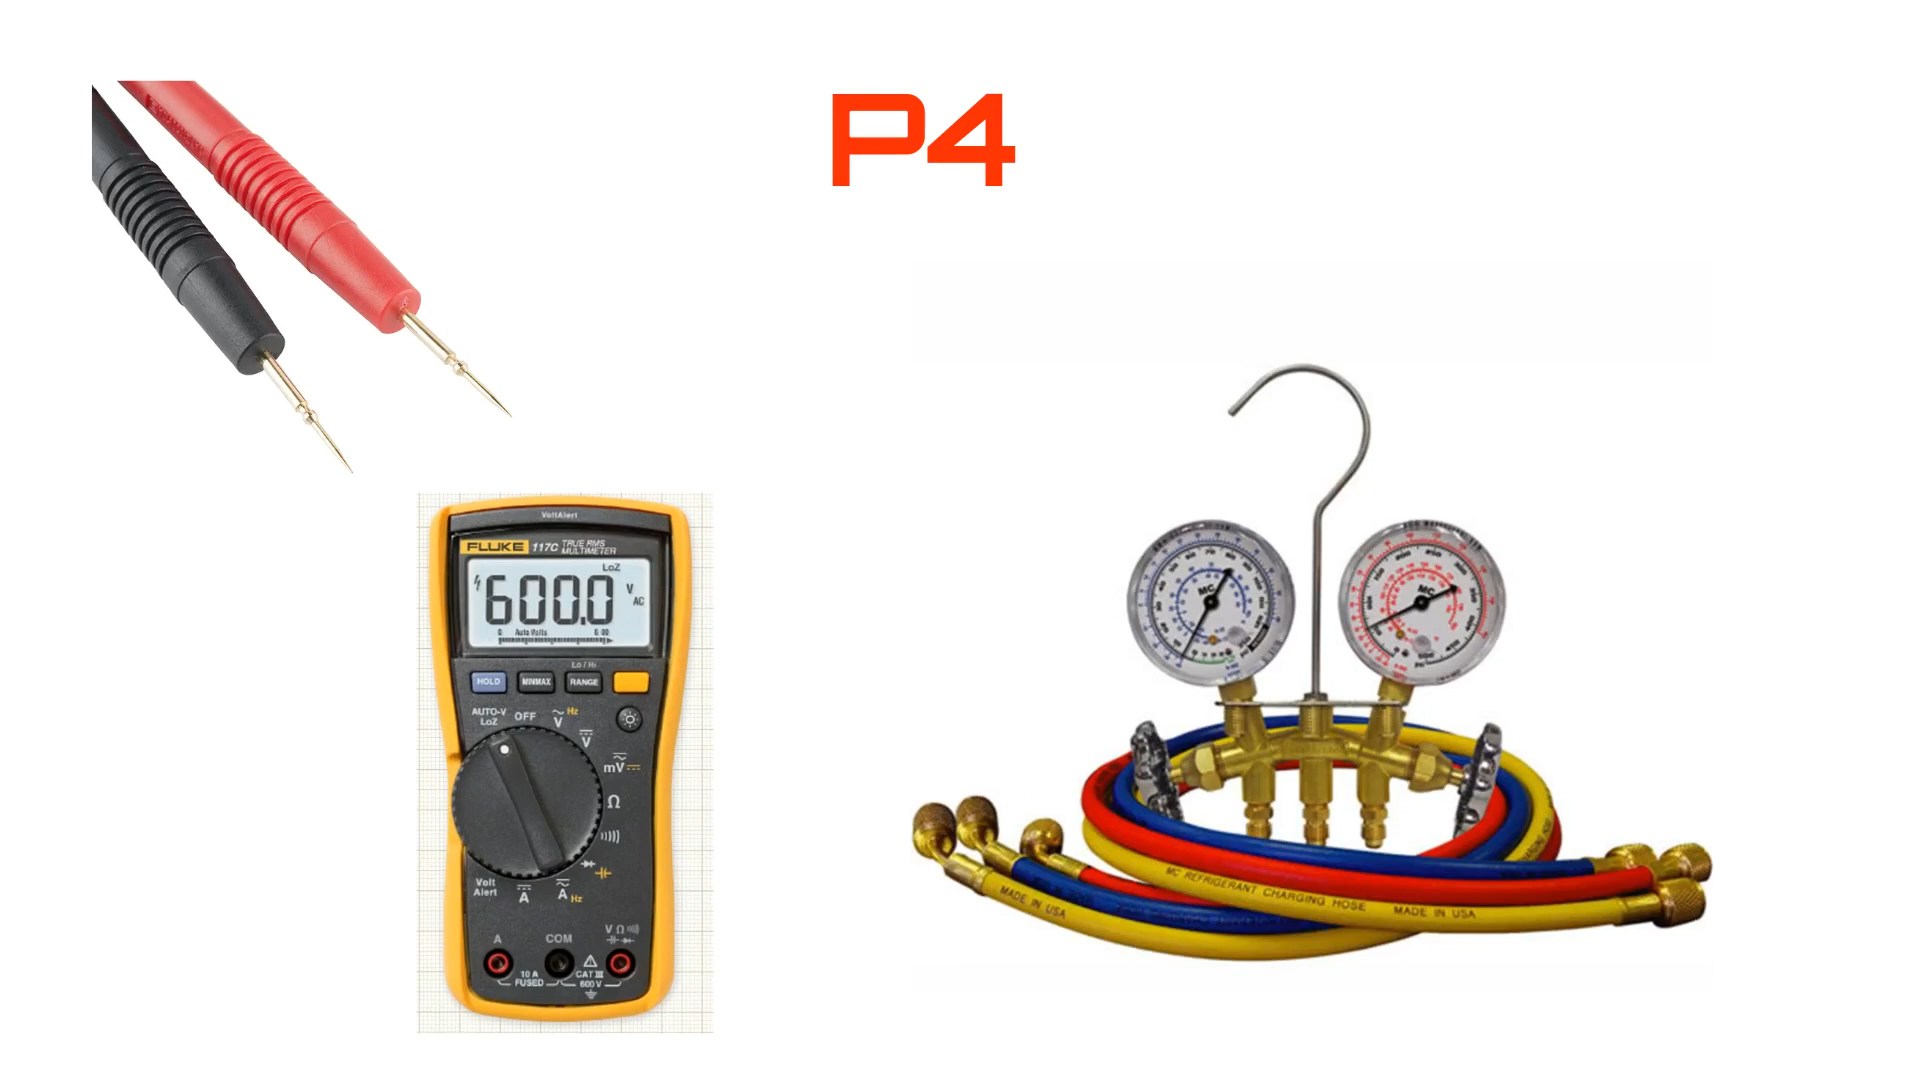 P4
VoltAlert
FLUKE 117C TRUE RMS
MULTIMETER
LoZ
600.0 V
AC
0 Auto Volts 600
Lo / Hi
HOLD MINMAX RANGE
AUTO-V
LoZ
OFF
Hz
V
V
mV
Ω
Volt
Alert
A
A Hz
A COM V Ω
10 A
FUSED
CAT III
600 V
MC
MC
MADE IN USA
MC REFRIGERANT CHARGING HOSE MADE IN USA